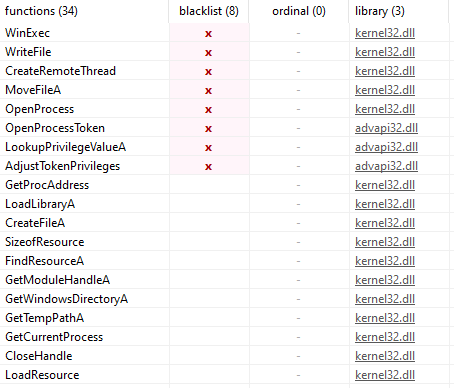 functions (34) blacklist (8) ordinal (0) library (3)
WinExec x - kernel32.dll
WriteFile x - kernel32.dll
CreateRemoteThread x - kernel32.dll
MoveFileA x - kernel32.dll
OpenProcess x - kernel32.dll
OpenProcessToken x - advapi32.dll
LookupPrivilegeValueA x - advapi32.dll
AdjustTokenPrivileges x - advapi32.dll
GetProcAddress - kernel32.dll
LoadLibraryA - kernel32.dll
CreateFileA - kernel32.dll
SizeofResource - kernel32.dll
FindResourceA - kernel32.dll
GetModuleHandleA - kernel32.dll
GetWindowsDirectoryA - kernel32.dll
GetTempPathA - kernel32.dll
GetCurrentProcess - kernel32.dll
CloseHandle - kernel32.dll
LoadResource - kernel32.dll